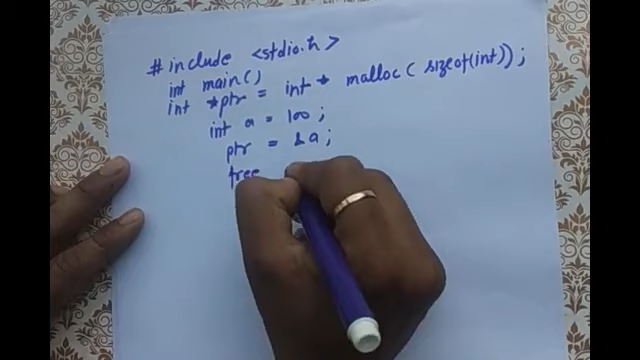 #include <stdio.h>
int main()
int *ptr = int * malloc( sizeof(int));
int a = 100;
ptr = &a;
free